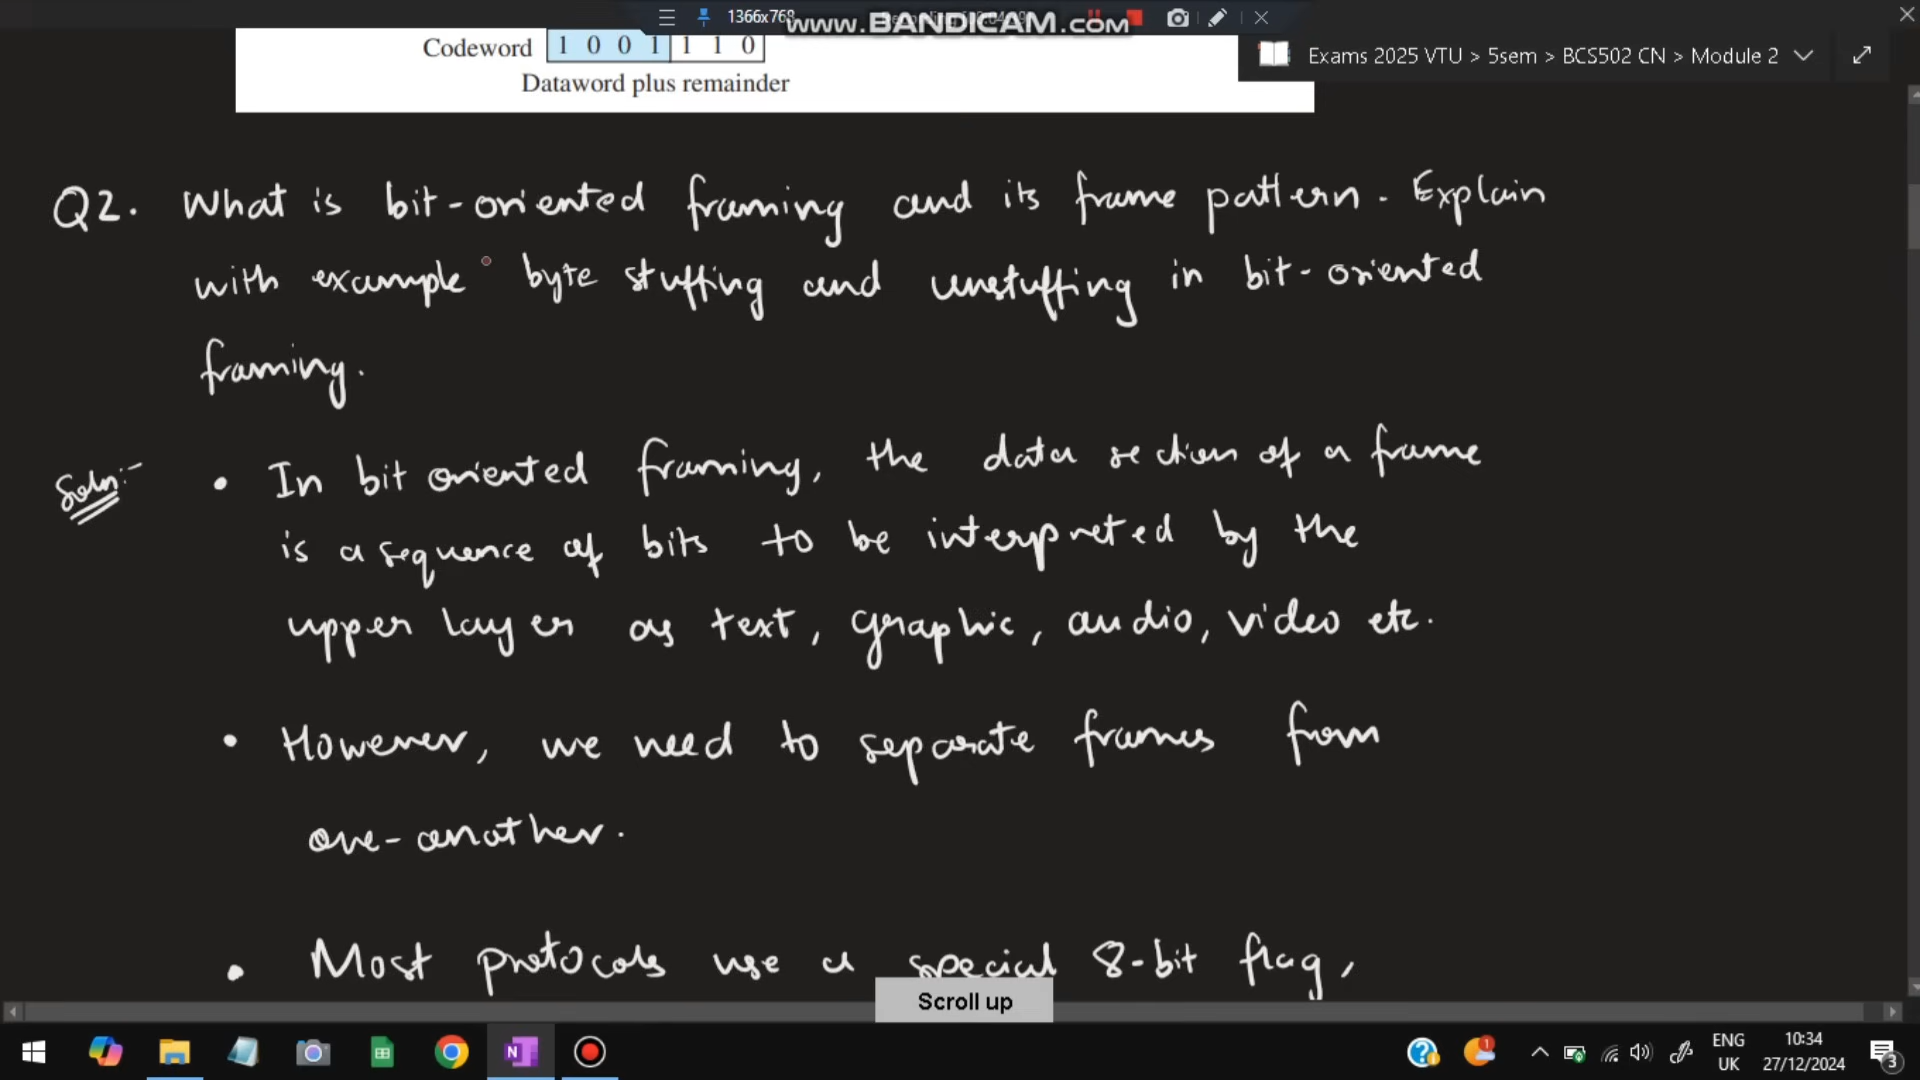 1366x768
www.BANDICAM.com
Codeword 1 0 0 1 1 1 0
Dataword plus remainder
Exams 2025 VTU > 5sem > BCS502 CN > Module 2
Q2. What is bit-oriented framing and its frame pattern. Explain
with example byte stuffing and unstuffing in bit-oriented
framing.
Soln:-
• In bit oriented framing, the data section of a frame
is a sequence of bits to be interpreted by the
upper layer as text, graphic, audio, video etc.
• However, we need to separate frames from
one-another.
• Most protocols use a special 8-bit flag,
Scroll up
ENG
UK
10:34
27/12/2024
1
3